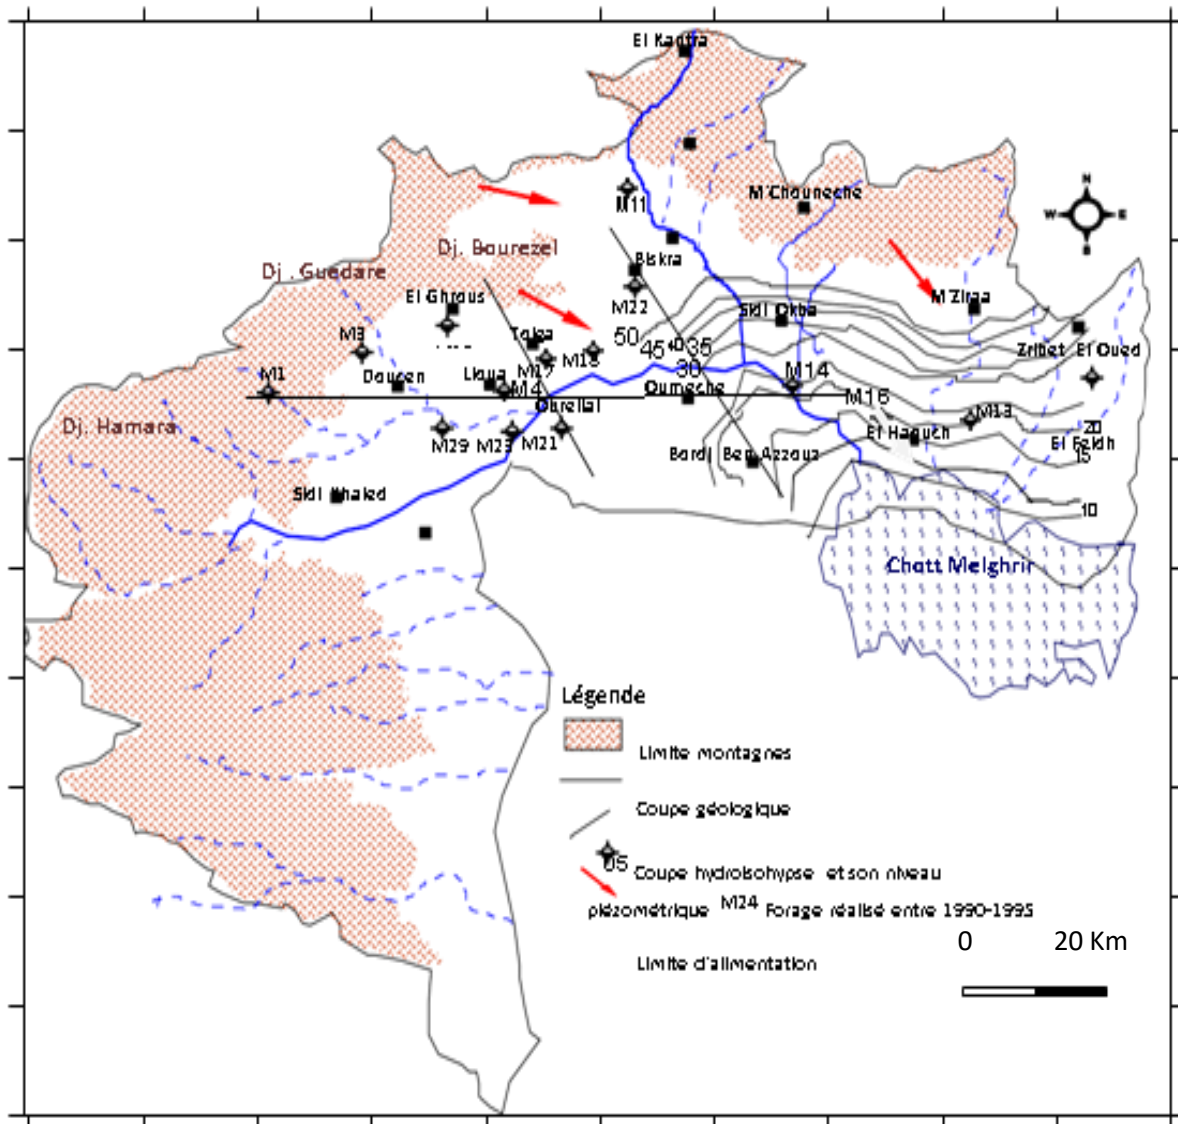 El Kantra
N
M'Chouneche
M11
W E
S
Dj. Bourezel
Biskra
Dj . Guedare
El Ghrous
M22
M'Ziraa
Sidi Okba
Tolga
M3
50
45 40 35
Zribet El Oued
M17 M18
30
M1
Doucen
Lioua
M4
Oumeche
M14
M16
Ourellal
M13
Dj. Hamara
M29 M23 M21
El Haouch
20
El Feidh
Bordj Ben Azzouz
15
Sidi Khaled
10
Chott Melghrir
Légende
Limite montagnes
Coupe géologique
05
Coupe hydroisohypse et son niveau
piézométrique M24 Forage réalisé entre 1990-1995
0 20 Km
Limite d'alimentation